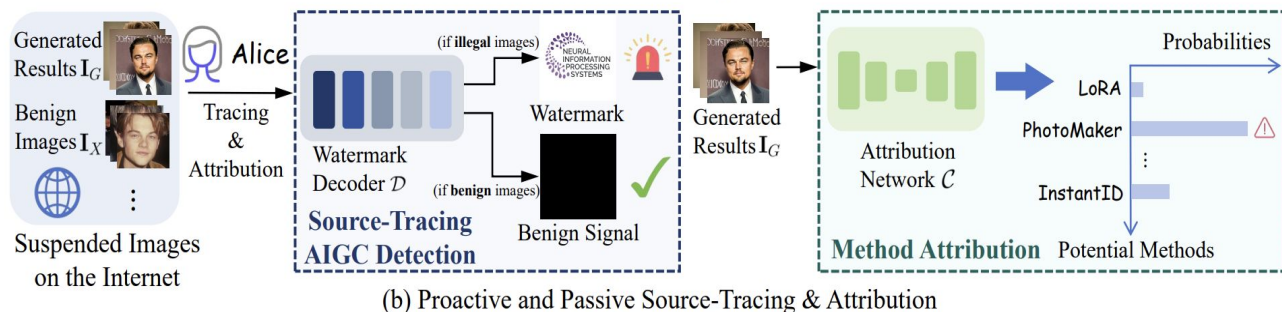 Generated
Results I_G
Benign
Images I_X
⋮
Suspended Images
on the Internet
Alice
Tracing
&
Attribution
Watermark
Decoder 𝒟
Source-Tracing
AIGC Detection
(if illegal images)
NEURAL
INFORMATION
PROCESSING
SYSTEMS
Watermark
(if benign images)
Benign Signal
Generated
Results I_G
Attribution
Network 𝒞
Method Attribution
Probabilities
LoRA
PhotoMaker
⋮
InstantID
Potential Methods
(b) Proactive and Passive Source-Tracing & Attribution